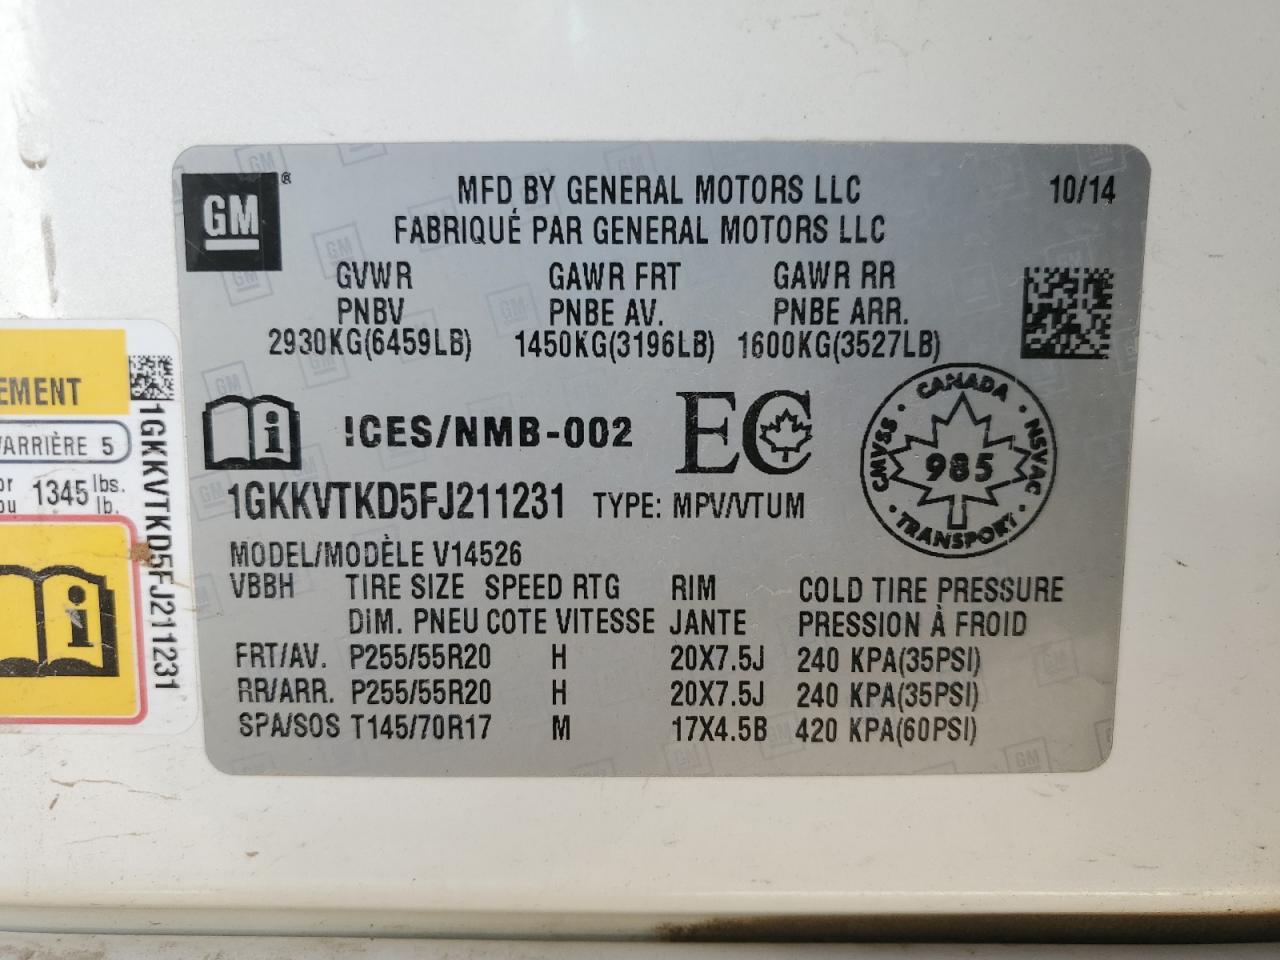 GM ®
MFD BY GENERAL MOTORS LLC 10/14
FABRIQUÉ PAR GENERAL MOTORS LLC
GVWR GAWR FRT GAWR RR
PNBV PNBE AV. PNBE ARR.
2930KG(6459LB) 1450KG(3196LB) 1600KG(3527LB)
ICES/NMB-002 EC
CANADA
CMVSS · NSVAC
985
· TRANSPORT ·
1GKKVTKD5FJ211231 TYPE: MPV/VTUM
MODEL/MODÈLE V14526
VBBH TIRE SIZE SPEED RTG RIM COLD TIRE PRESSURE
DIM. PNEU COTE VITESSE JANTE PRESSION À FROID
FRT/AV. P255/55R20 H 20X7.5J 240 KPA(35PSI)
RR/ARR. P255/55R20 H 20X7.5J 240 KPA(35PSI)
SPA/SOS T145/70R17 M 17X4.5B 420 KPA(60PSI)
EMENT
/ARRIÈRE 5
or
ou 1345 lbs.
lb.
1GKKVTKD5FJ211231